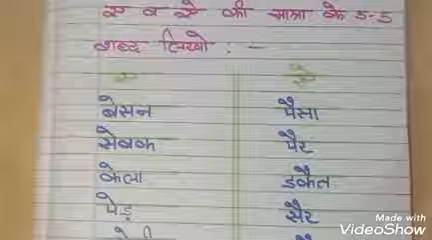 ए व ऐ की मात्रा के 5-5
शब्द लिखो : -
ए ऐ
बेसन पैसा
सेवक पैर
केला डकैत
पेड़ सैर
Made with
VideoShow